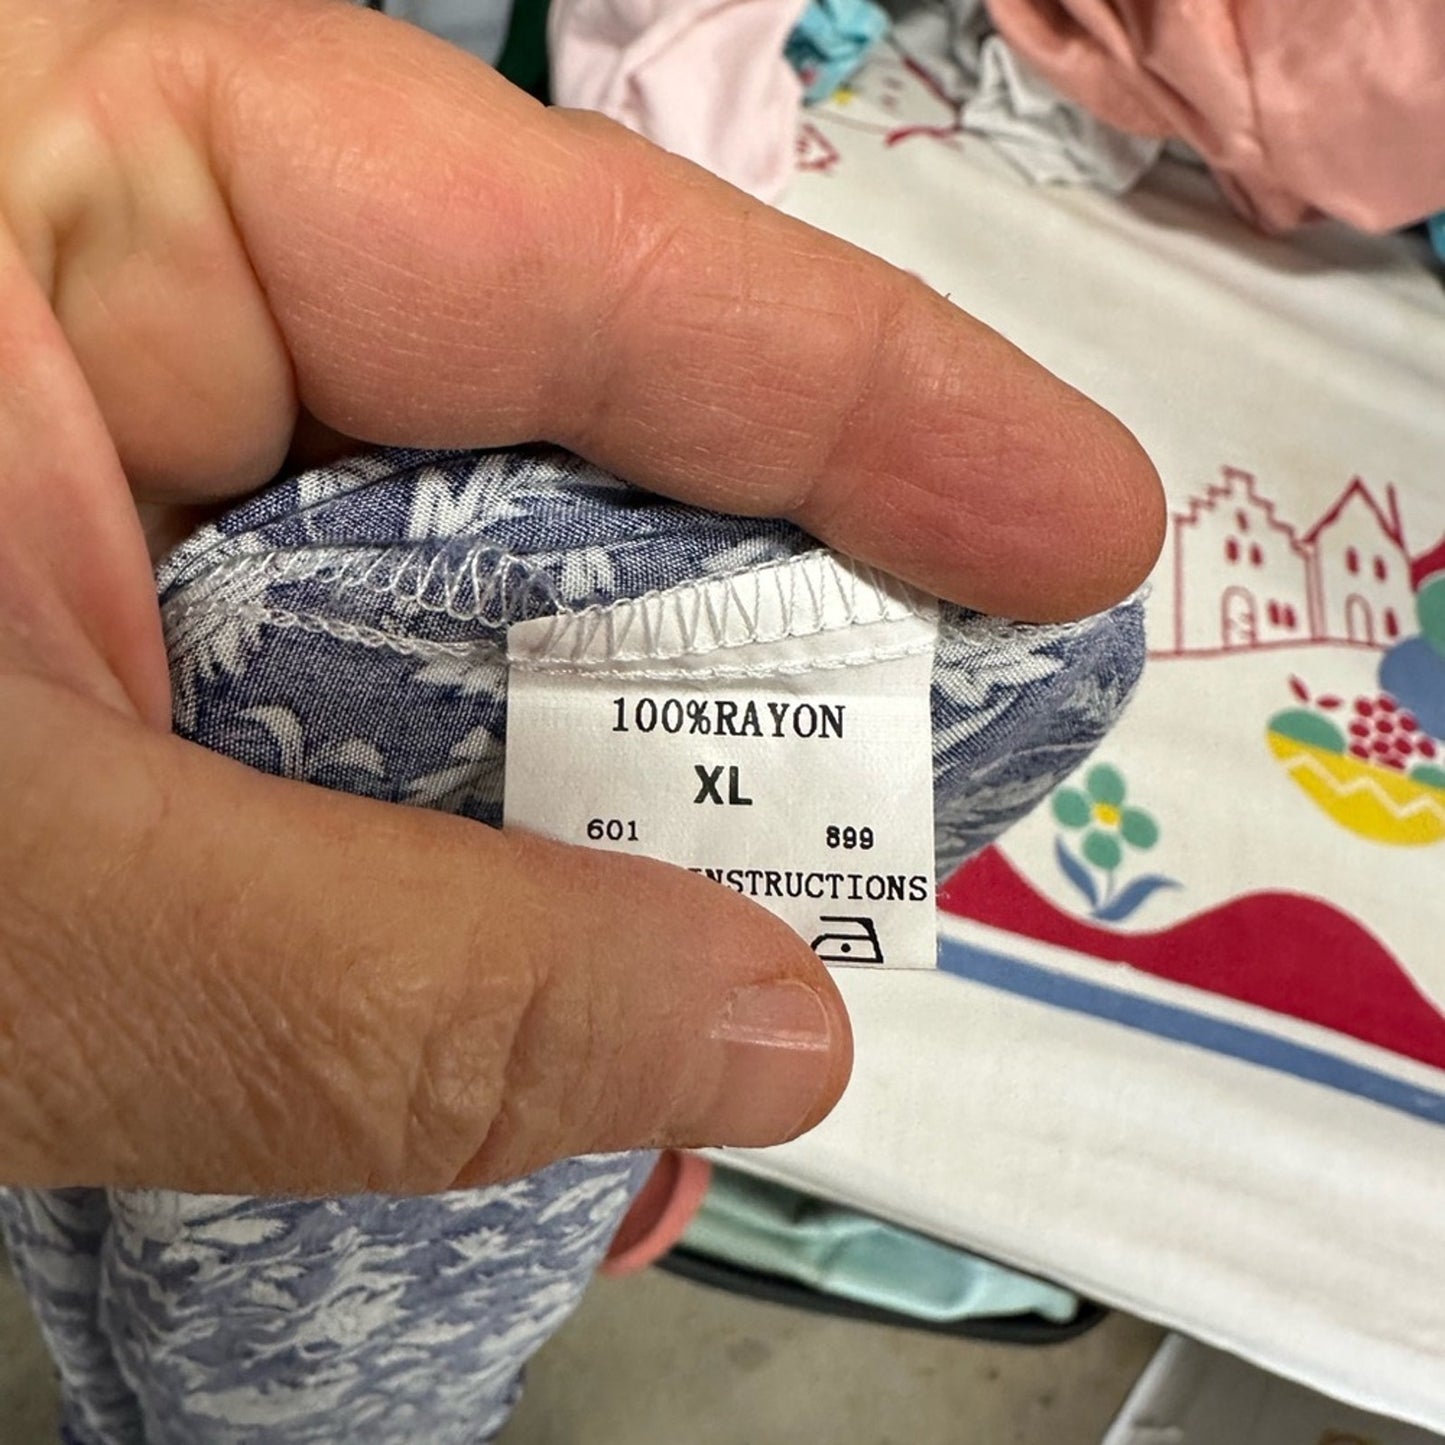 100%RAYON
XL
601 899
INSTRUCTIONS